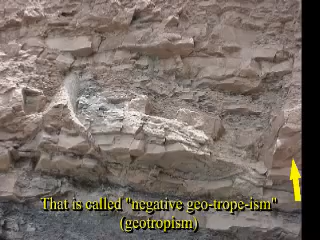 That is called "negative geo-trope-ism"
(geotropism)